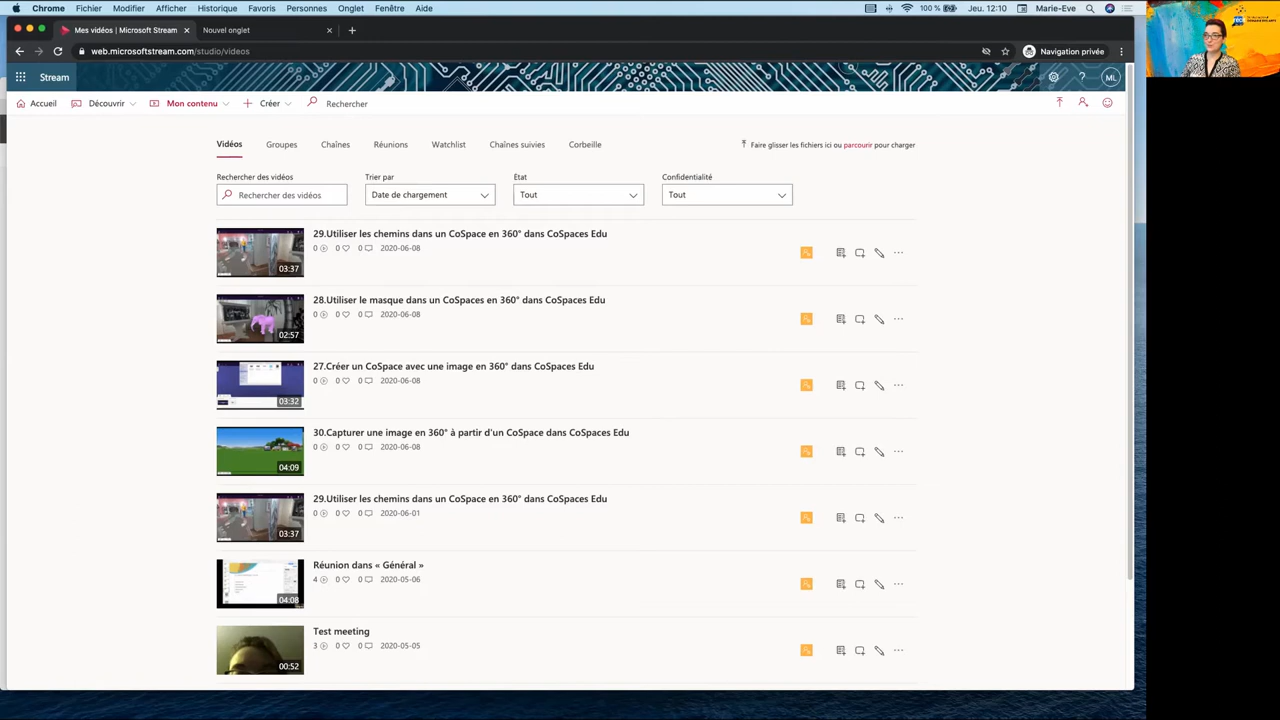 Chrome Fichier Modifier Affichage Historique Favoris Personnes Onglet Fenêtre Aide 100 % Jeu. 12:10 Marie-Eve
Mes vidéos | Microsoft Stream Nouvel onglet
web.microsoftstream.com/studio/videos Navigation privée
Stream ML
Accueil Découvrir Mon contenu Créer Rechercher
Vidéos Groupes Chaînes Réunions Watchlist Chaînes suivies Corbeille Faire glisser les fichiers ici ou parcourir pour charger
Rechercher des vidéos Trier par État Confidentialité
Rechercher des vidéos Date de chargement Tout Tout
29.Utiliser les chemins dans un CoSpace en 360° dans CoSpaces Edu
0 0 0 2020-06-08
03:37
28.Utiliser le masque dans un CoSpaces en 360° dans CoSpaces Edu
0 0 0 2020-06-08
02:57
27.Créer un CoSpace avec une image en 360° dans CoSpaces Edu
0 0 0 2020-06-08
03:32
30.Capturer une image en 360° à partir d'un CoSpace dans CoSpaces Edu
0 0 0 2020-06-08
04:09
29.Utiliser les chemins dans un CoSpace en 360° dans CoSpaces Edu
0 0 0 2020-06-01
03:37
Réunion dans « Général »
4 0 0 2020-05-06
04:08
Test meeting
3 0 0 2020-05-05
00:52